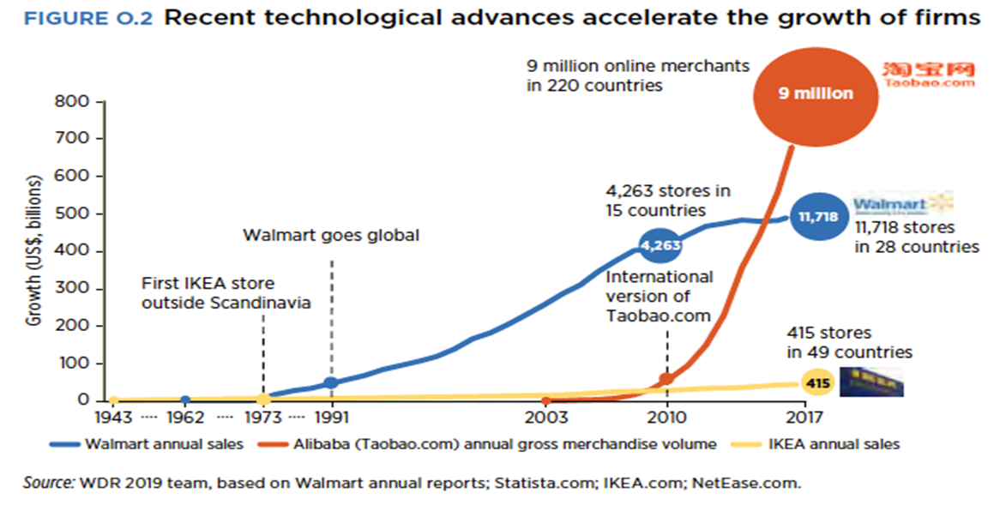 FIGURE O.2 Recent technological advances accelerate the growth of firms
9 million online merchants
in 220 countries
9 million
淘宝网
Taobao.com
800
700
600
500
400
300
200
100
0
Growth (US$, billions)
4,263 stores in
15 countries
Walmart goes global
4,263
11,718
Walmart
11,718 stores
in 28 countries
First IKEA store
outside Scandinavia
International
version of
Taobao.com
415 stores
in 49 countries
415
1943 ···· 1962 ···· 1973 ···· 1991 2003 2010 2017
Walmart annual sales Alibaba (Taobao.com) annual gross merchandise volume IKEA annual sales
Source: WDR 2019 team, based on Walmart annual reports; Statista.com; IKEA.com; NetEase.com.